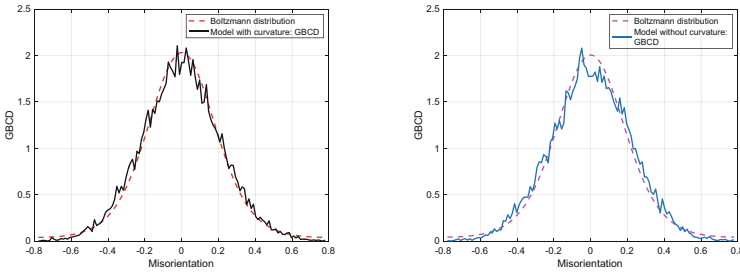 2.5
2
1.5
1
0.5
0
GBCD
Boltzmann distribution
Model with curvature: GBCD
-0.8 -0.6 -0.4 -0.2 0 0.2 0.4 0.6 0.8
Misorientation
2.5
2
1.5
1
0.5
0
GBCD
Boltzmann distribution
Model without curvature:
GBCD
-0.8 -0.6 -0.4 -0.2 0 0.2 0.4 0.6 0.8
Misorientation